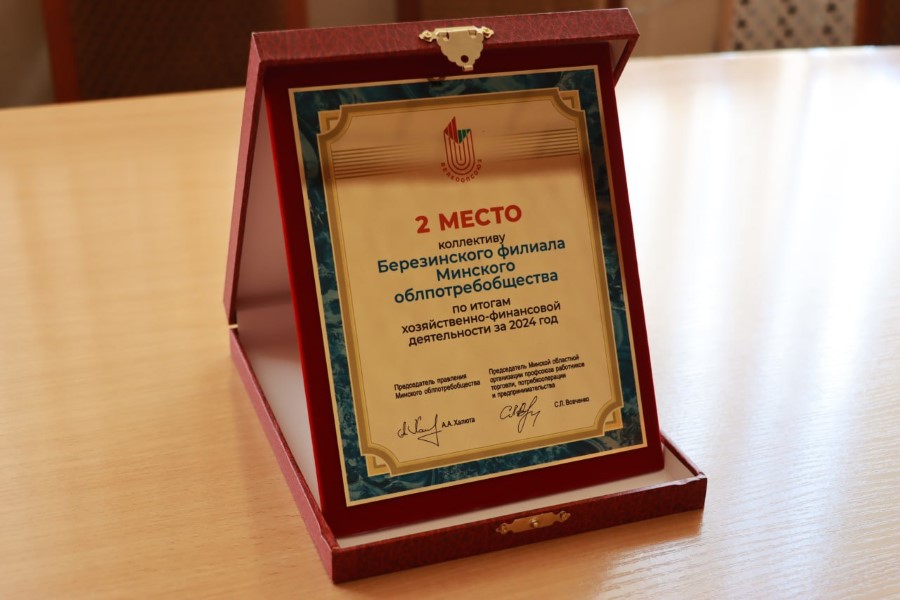 БЕЛКООПСОЮЗ
2 МЕСТО
коллективу
Березинского филиала
Минского
облпотребобщества
по итогам
хозяйственно-финансовой
деятельности за 2024 год
Председатель правления
Минского облпотребобщества
А.А. Халюта
Председатель Минской областной
организации профсоюза работников
торговли, потребкооперации
и предпринимательства
С.Л. Вовченко